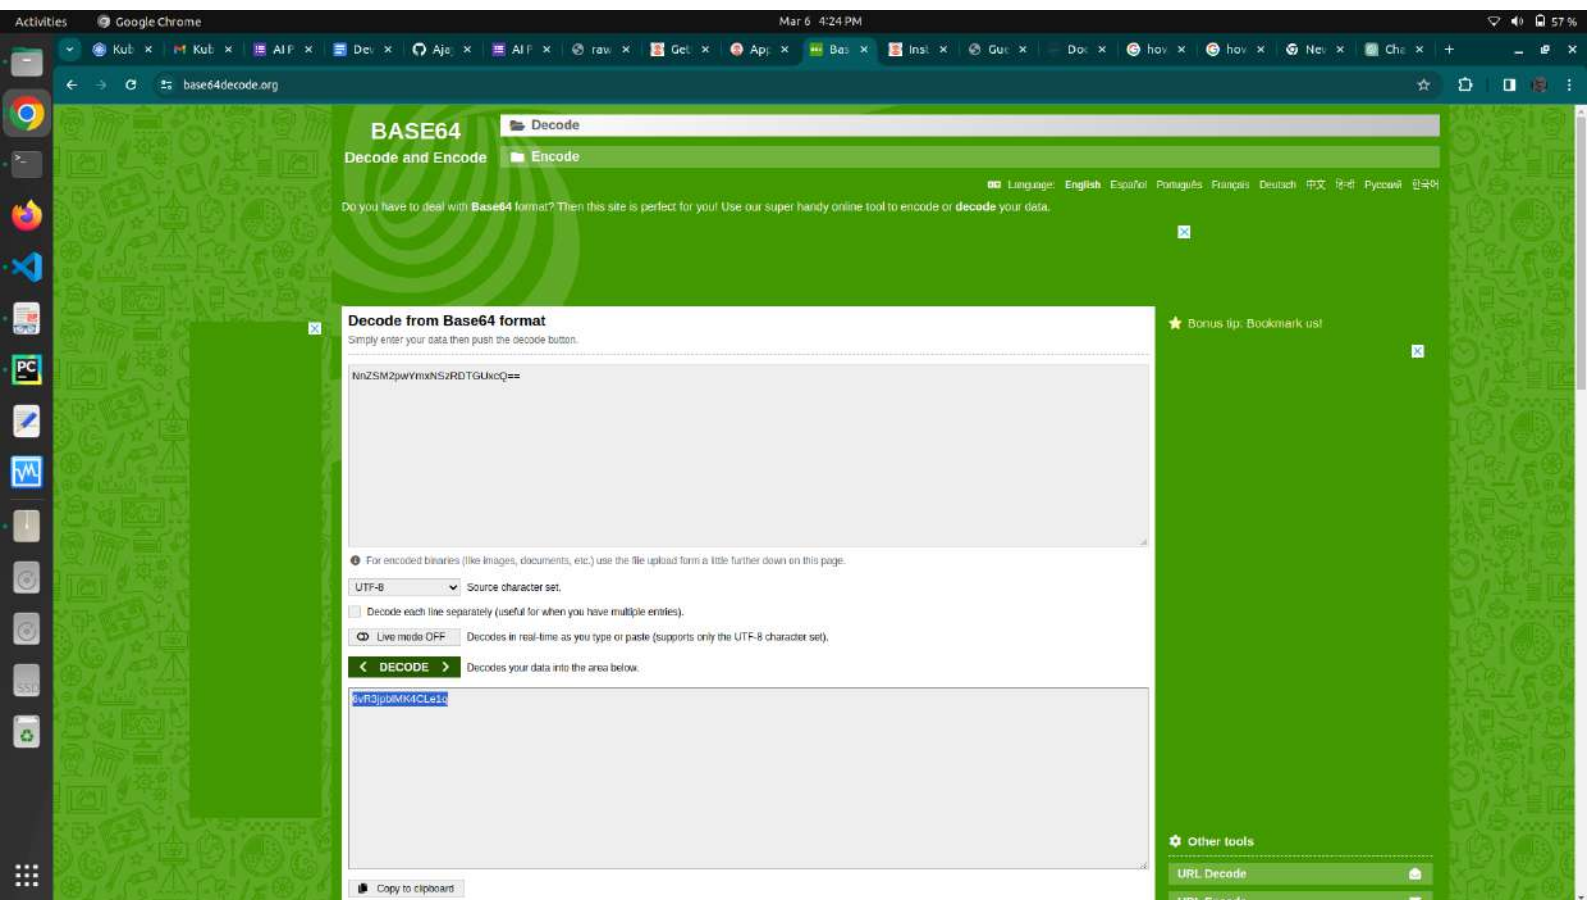 Activities Google Chrome Mar 6 4:24 PM 57 %
Kub Kub AI P Dev Aja AI P raw Get App Bas Inst Gue Doc hov hov Nev Cha
base64decode.org
BASE64
Decode and Encode
Decode
Encode
Language: English Español Português Français Deutsch 中文 हिन्दी Русский 한국어
Do you have to deal with Base64 format? Then this site is perfect for you! Use our super handy online tool to encode or decode your data.
Decode from Base64 format
Simply enter your data then push the decode button.
Bonus tip: Bookmark us!
NnZSM2pwYmxNSzRDTGUxcQ==
For encoded binaries (like images, documents, etc.) use the file upload form a little further down on this page.
UTF-8 Source character set.
Decode each line separately (useful for when you have multiple entries).
Live mode OFF Decodes in real-time as you type or paste (supports only the UTF-8 character set).
< DECODE > Decodes your data into the area below.
6vR3jpblMK4CLe1q
Other tools
URL Decode
Copy to clipboard
URL Encode
PC
SSD